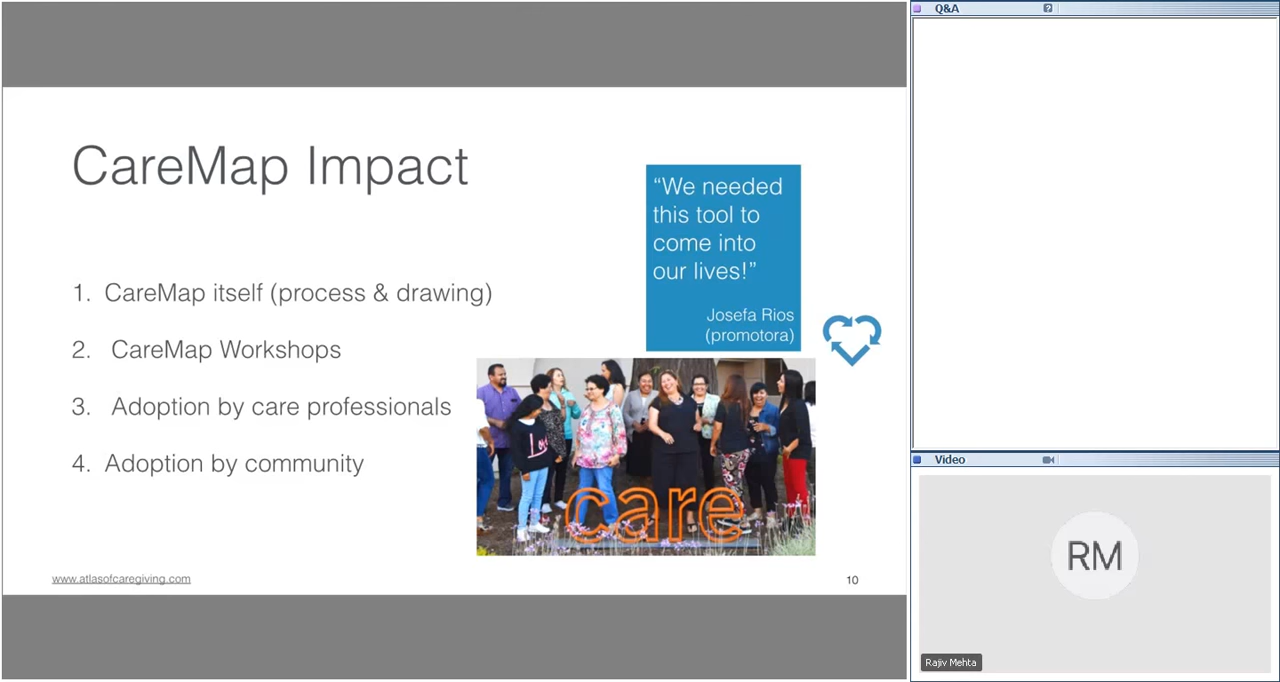 CareMap Impact
“We needed
this tool to
come into
our lives!”
Josefa Rios
(promotora)
1. CareMap itself (process & drawing)
2. CareMap Workshops
3. Adoption by care professionals
4. Adoption by community
Love
care
www.atlasofcaregiving.com
10
Q&A
?
Video
RM
Rajiv Mehta